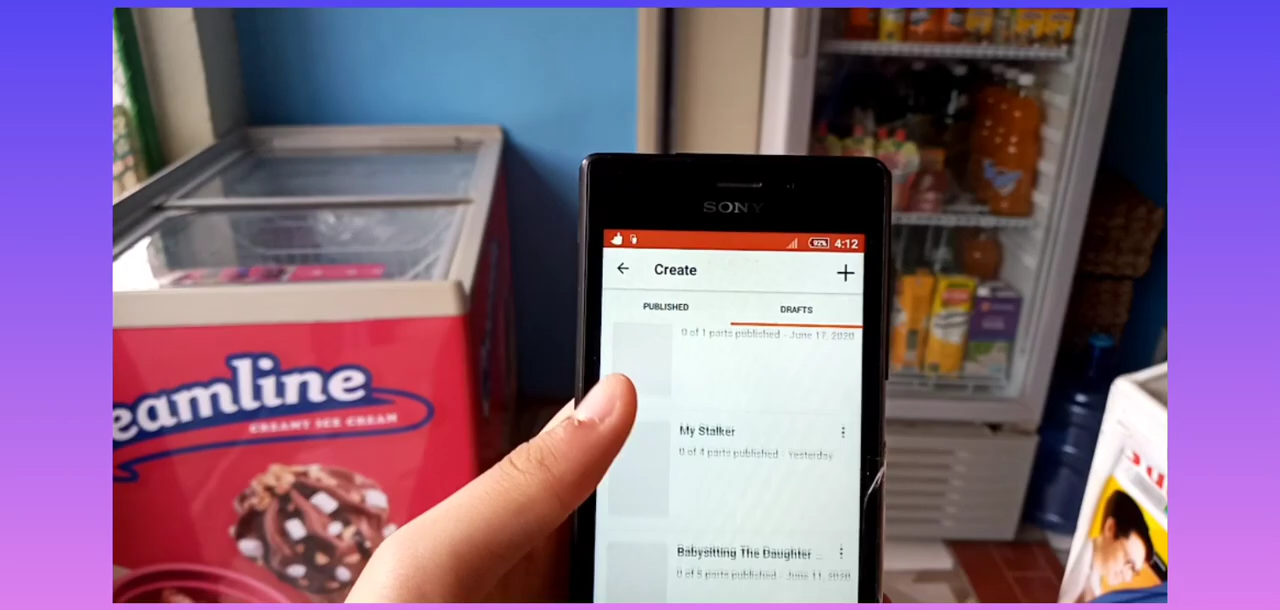 SONY
92% 4:12
Create
PUBLISHED DRAFTS
0 of 1 parts published - June 17, 2020
My Stalker
0 of 4 parts published - Yesterday
Babysitting The Daughter ...
0 of 5 parts published - June 11, 2020
eamline
CREAMY ICE CREAM